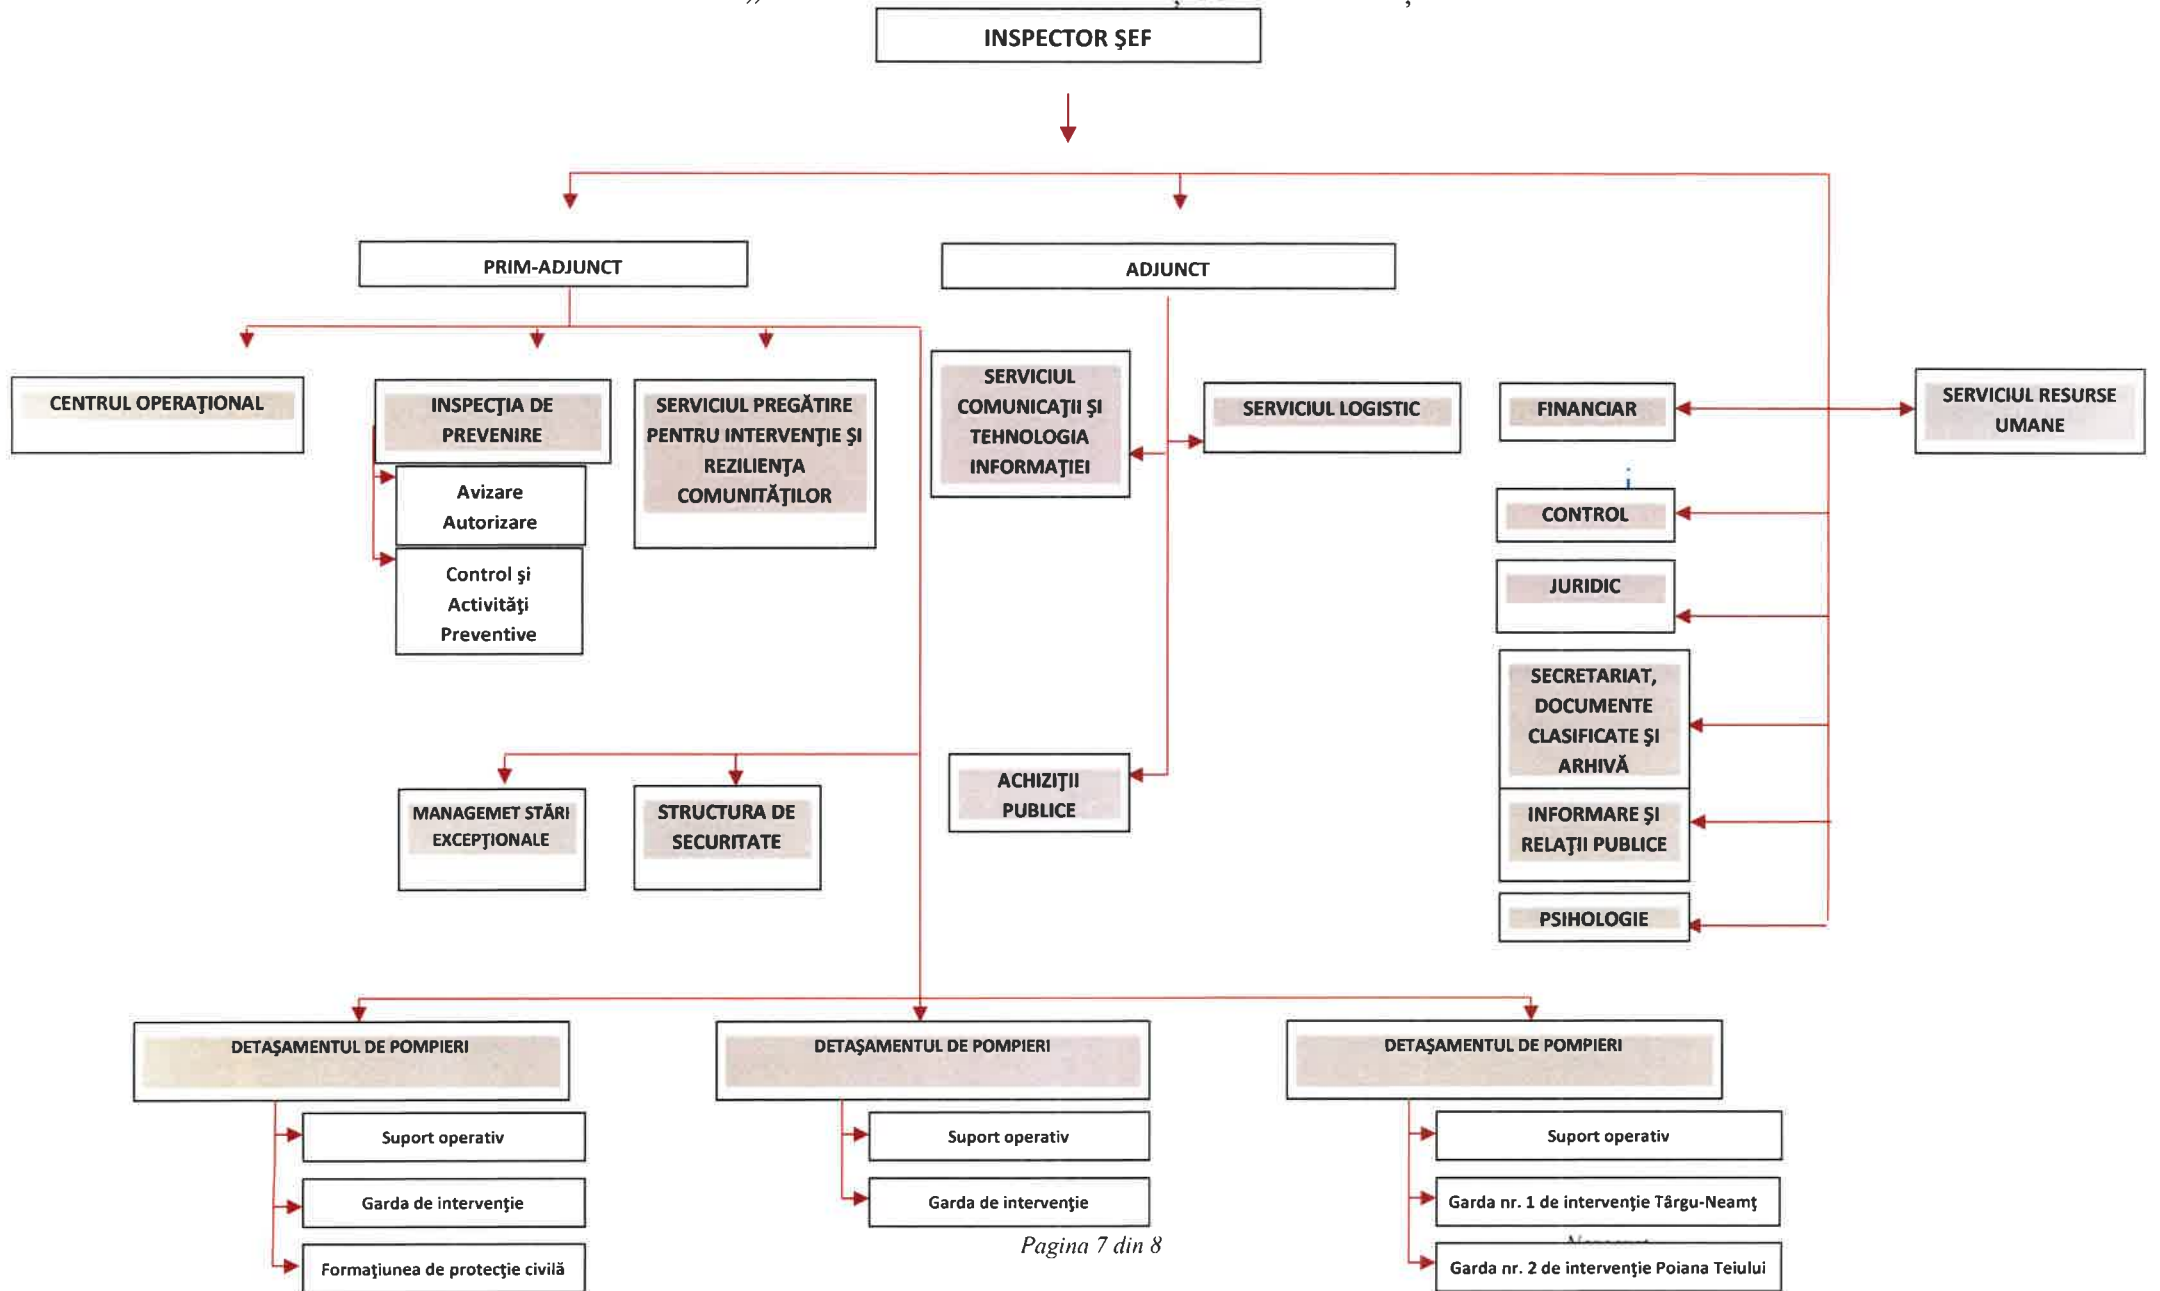 INSPECTOR ŞEF
PRIM-ADJUNCT
ADJUNCT
CENTRUL OPERAŢIONAL
INSPECŢIA DE
PREVENIRE
Avizare
Autorizare
Control şi
Activităţi
Preventive
SERVICIUL PREGĂTIRE
PENTRU INTERVENŢIE ŞI
REZILIENŢA
COMUNITĂŢILOR
SERVICIUL
COMUNICAŢII ŞI
TEHNOLOGIA
INFORMAŢIEI
SERVICIUL LOGISTIC
FINANCIAR
SERVICIUL RESURSE
UMANE
CONTROL
JURIDIC
SECRETARIAT,
DOCUMENTE
CLASIFICATE ŞI
ARHIVĂ
INFORMARE ŞI
RELAŢII PUBLICE
PSIHOLOGIE
MANAGEMET STĂRI
EXCEPŢIONALE
STRUCTURA DE
SECURITATE
ACHIZIŢII
PUBLICE
DETAŞAMENTUL DE POMPIERI
Suport operativ
Garda de intervenţie
Formaţiunea de protecţie civilă
DETAŞAMENTUL DE POMPIERI
Suport operativ
Garda de intervenţie
DETAŞAMENTUL DE POMPIERI
Suport operativ
Garda nr. 1 de intervenţie Târgu-Neamţ
Garda nr. 2 de intervenţie Poiana Teiului
Pagina 7 din 8